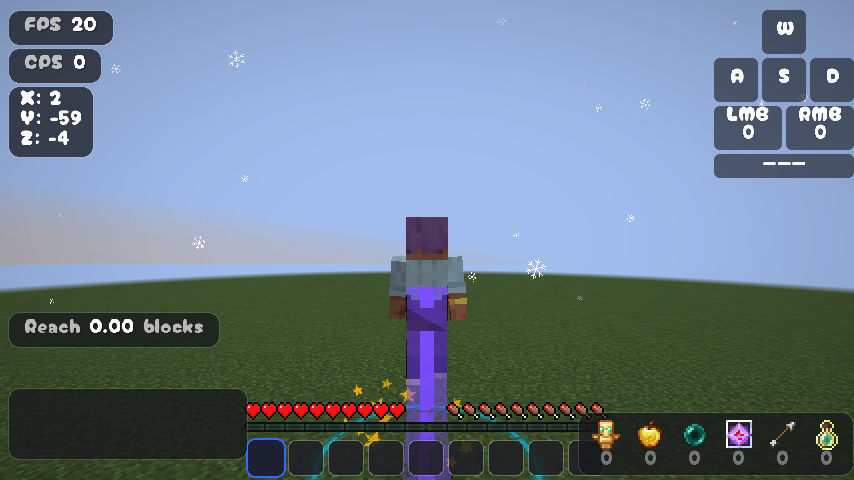 FPS 20
CPS 0
X: 2
Y: -59
Z: -4
W
A S D
LMB RMB
0 0
Reach 0.00 blocks
0 0 0 0 0 0